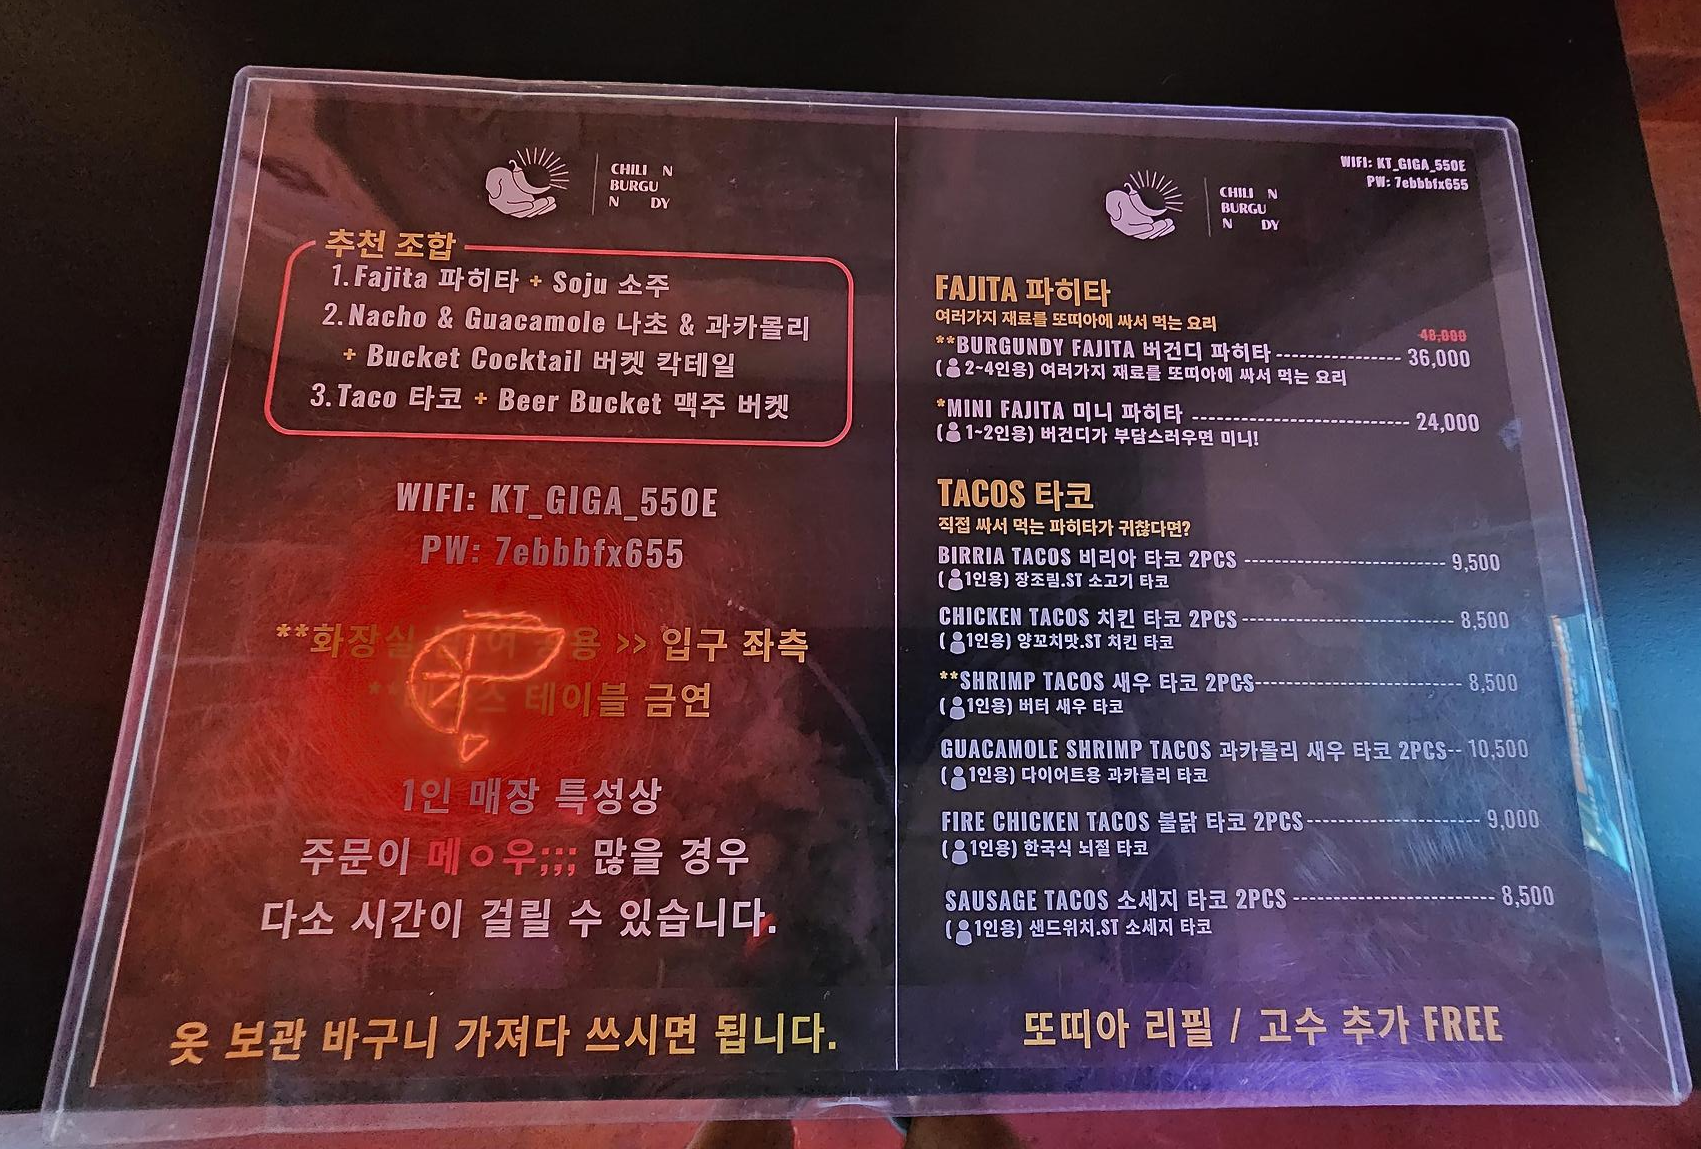 CHILI N
BURGU
N DY
추천 조합
1.Fajita 파히타 + Soju 소주
2.Nacho & Guacamole 나초 & 과카몰리
+ Bucket Cocktail 버켓 칵테일
3.Taco 타코 + Beer Bucket 맥주 버켓
WIFI: KT_GIGA_550E
PW: 7ebbbfx655
**화장실 >> 입구 좌측
테이블 금연
1인 매장 특성상
주문이 메ㅇ우;;; 많을 경우
다소 시간이 걸릴 수 있습니다.
옷 보관 바구니 가져다 쓰시면 됩니다.
WIFI: KT_GIGA_550E
PW: 7ebbbfx655
CHILI N
BURGU
N DY
FAJITA 파히타
여러가지 재료를 또띠아에 싸서 먹는 요리
48,000
**BURGUNDY FAJITA 버건디 파히타 ---------------- 36,000
(2~4인용) 여러가지 재료를 또띠아에 싸서 먹는 요리
*MINI FAJITA 미니 파히타 ---------------------------- 24,000
(1~2인용) 버건디가 부담스러우면 미니!
TACOS 타코
직접 싸서 먹는 파히타가 귀찮다면?
BIRRIA TACOS 비리아 타코 2PCS -------------------------- 9,500
(1인용) 장조림.ST 소고기 타코
CHICKEN TACOS 치킨 타코 2PCS --------------------------- 8,500
(1인용) 양꼬치맛.ST 치킨 타코
**SHRIMP TACOS 새우 타코 2PCS-------------------------- 8,500
(1인용) 버터 새우 타코
GUACAMOLE SHRIMP TACOS 과카몰리 새우 타코 2PCS-- 10,500
(1인용) 다이어트용 과카몰리 타코
FIRE CHICKEN TACOS 불닭 타코 2PCS--------------------- 9,000
(1인용) 한국식 뇌절 타코
SAUSAGE TACOS 소세지 타코 2PCS ------------------------- 8,500
(1인용) 샌드위치.ST 소세지 타코
또띠아 리필 / 고수 추가 FREE